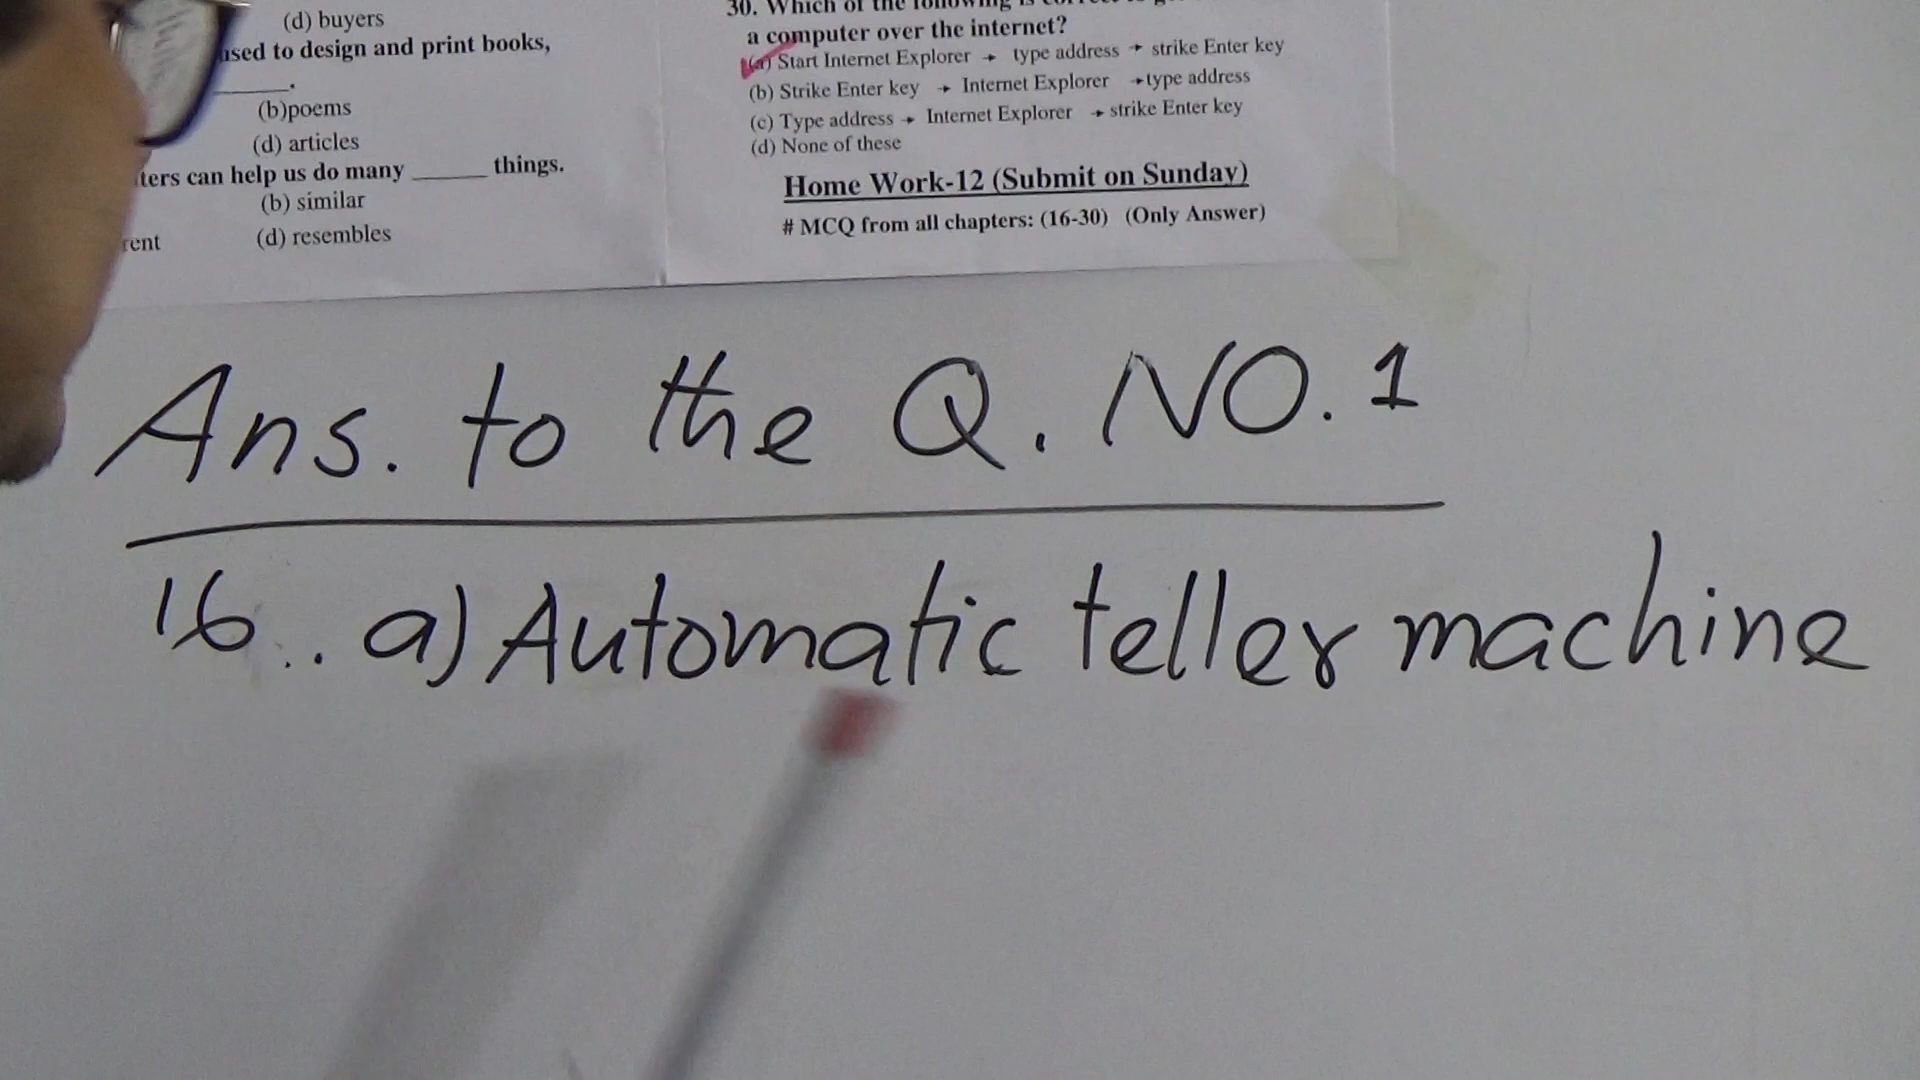 (d) buyers
used to design and print books,
______.
(b)poems
(d) articles
ters can help us do many ______ things.
(b) similar
rent (d) resembles
30. Which of the following is correct to
a computer over the internet?
(a) Start Internet Explorer → type address → strike Enter key
(b) Strike Enter key → Internet Explorer →type address
(c) Type address → Internet Explorer → strike Enter key
(d) None of these
Home Work-12 (Submit on Sunday)
# MCQ from all chapters: (16-30) (Only Answer)
Ans. to the Q. NO. 1
16.. a) Automatic teller machine